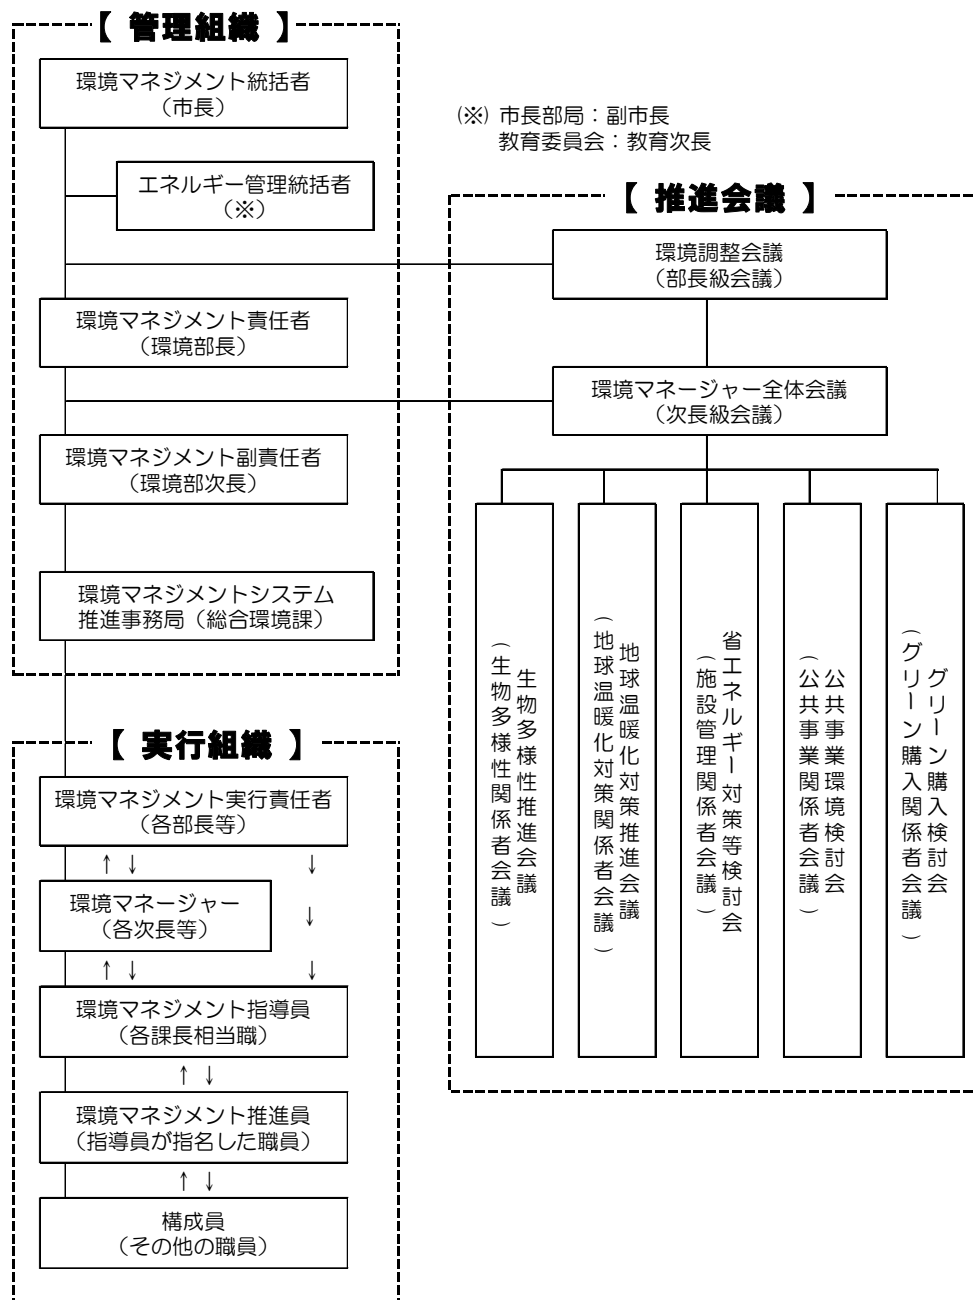 【 管理組織 】
環境マネジメント統括者
（市長）
エネルギー管理統括者
（※）
環境マネジメント責任者
（環境部長）
環境マネジメント副責任者
（環境部次長）
環境マネジメントシステム
推進事務局（総合環境課）
(※) 市長部局：副市長
教育委員会：教育次長
【 推進会議 】
環境調整会議
（部長級会議）
環境マネージャー全体会議
（次長級会議）
生物多様性推進会議
（生物多様性関係者会議）
地球温暖化対策推進会議
（地球温暖化対策関係者会議）
省エネルギー対策等検討会
（施設管理関係者会議）
公共事業環境検討会
（公共事業関係者会議）
グリーン購入検討会
（グリーン購入関係者会議）
【 実行組織 】
環境マネジメント実行責任者
（各部長等）
↑ ↓ ↓
環境マネージャー
（各次長等）
↓
↑ ↓ ↓
環境マネジメント指導員
（各課長相当職）
↑ ↓
環境マネジメント推進員
（指導員が指名した職員）
↑ ↓
構成員
（その他の職員）